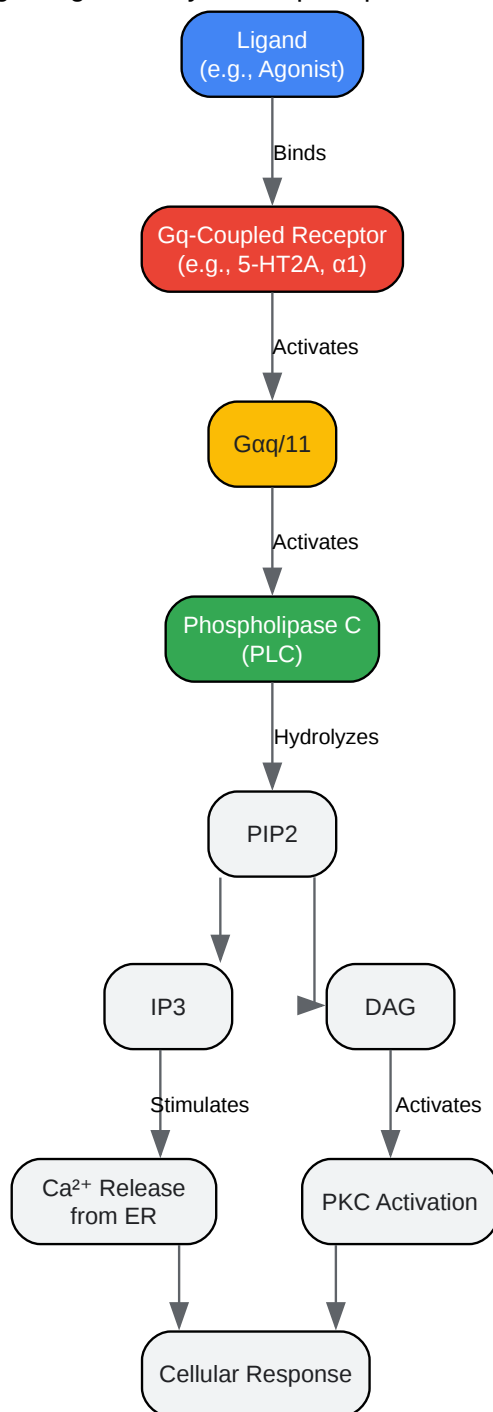 Ligand
(e.g., Agonist)
Binds
Gq-Coupled Receptor
(e.g., 5-HT2A, α1)
Activates
Gαq/11
Activates
Phospholipase C
(PLC)
Hydrolyzes
PIP2
IP3
DAG
Stimulates
Activates
Ca²⁺ Release
from ER
PKC Activation
Cellular Response